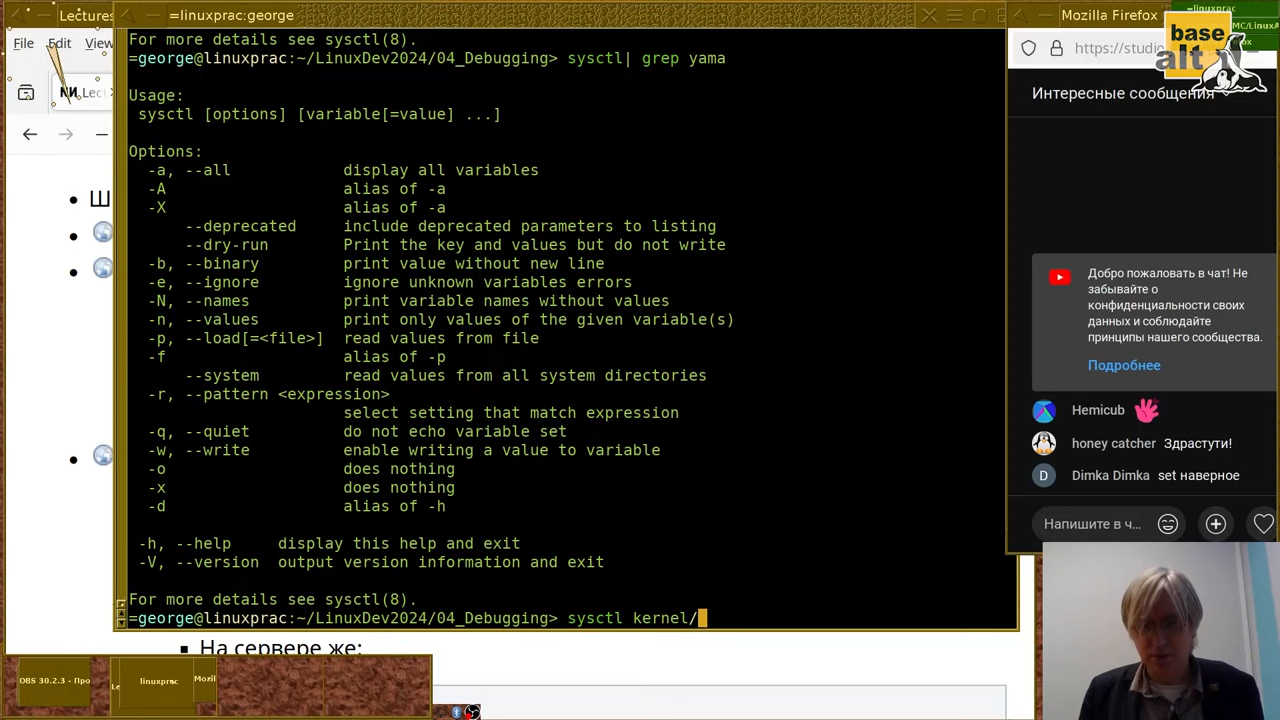 Lectures
=linuxprac:george
Mozilla Firefox
=linuxprac
File Edit View
https://studio
base
alt
Lect
Интересные сообщения
For more details see sysctl(8).
=george@linuxprac:~/LinuxDev2024/04_Debugging> sysctl| grep yama
Usage:
sysctl [options] [variable[=value] ...]
Options:
-a, --all display all variables
-A alias of -a
-X alias of -a
--deprecated include deprecated parameters to listing
--dry-run Print the key and values but do not write
-b, --binary print value without new line
-e, --ignore ignore unknown variables errors
-N, --names print variable names without values
-n, --values print only values of the given variable(s)
-p, --load[=<file>] read values from file
-f alias of -p
--system read values from all system directories
-r, --pattern <expression>
select setting that match expression
-q, --quiet do not echo variable set
-w, --write enable writing a value to variable
-o does nothing
-x does nothing
-d alias of -h
-h, --help display this help and exit
-V, --version output version information and exit
For more details see sysctl(8).
=george@linuxprac:~/LinuxDev2024/04_Debugging> sysctl kernel/
Ш
На сервере же:
Добро пожаловать в чат! Не
забывайте о
конфиденциальности своих
данных и соблюдайте
принципы нашего сообщества.
Подробнее
Hemicub
honey catcher Здрастути!
Dimka Dimka set наверное
Напишите в ч...
OBS 30.2.3 - Про
Le
linuxprac
Mozil